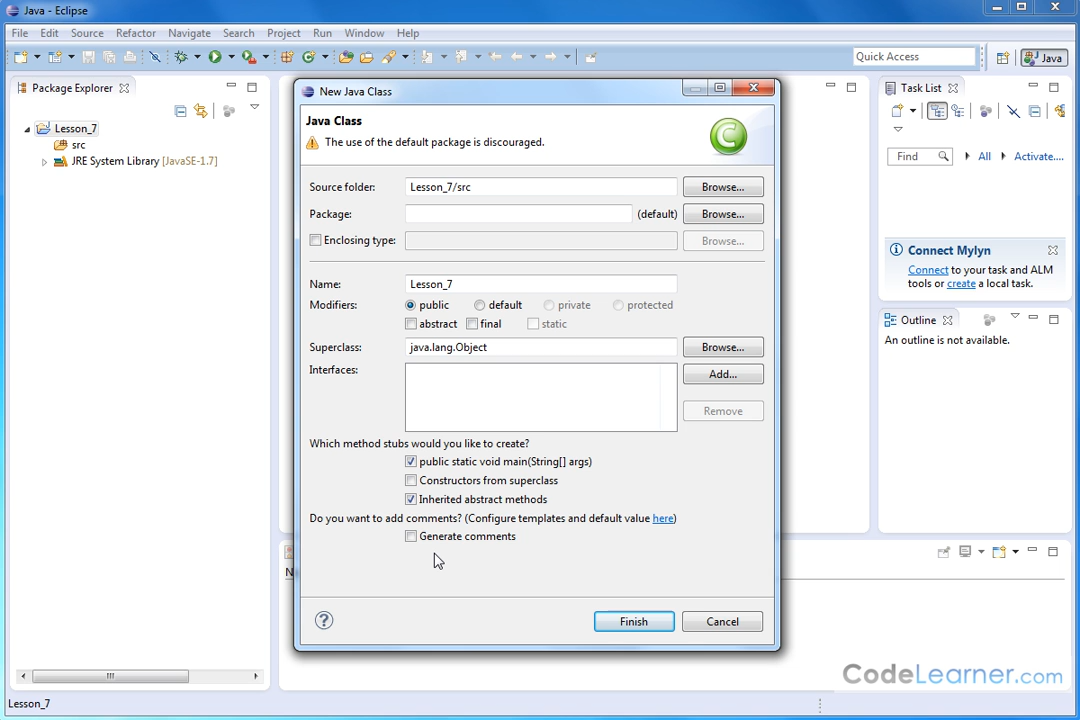 Java - Eclipse
File Edit Source Refactor Navigate Search Project Run Window Help
Quick Access
Java
Package Explorer
Lesson_7
src
JRE System Library [JavaSE-1.7]
New Java Class
Java Class
The use of the default package is discouraged.
Source folder: Lesson_7/src Browse...
Package: (default) Browse...
Enclosing type: Browse...
Name: Lesson_7
Modifiers: public default private protected
abstract final static
Superclass: java.lang.Object Browse...
Interfaces: Add...
Remove
Which method stubs would you like to create?
public static void main(String[] args)
Constructors from superclass
Inherited abstract methods
Do you want to add comments? (Configure templates and default value here)
Generate comments
Finish Cancel
Task List
Find All Activate...
Connect Mylyn
Connect to your task and ALM
tools or create a local task.
Outline
An outline is not available.
CodeLearner.com
Lesson_7